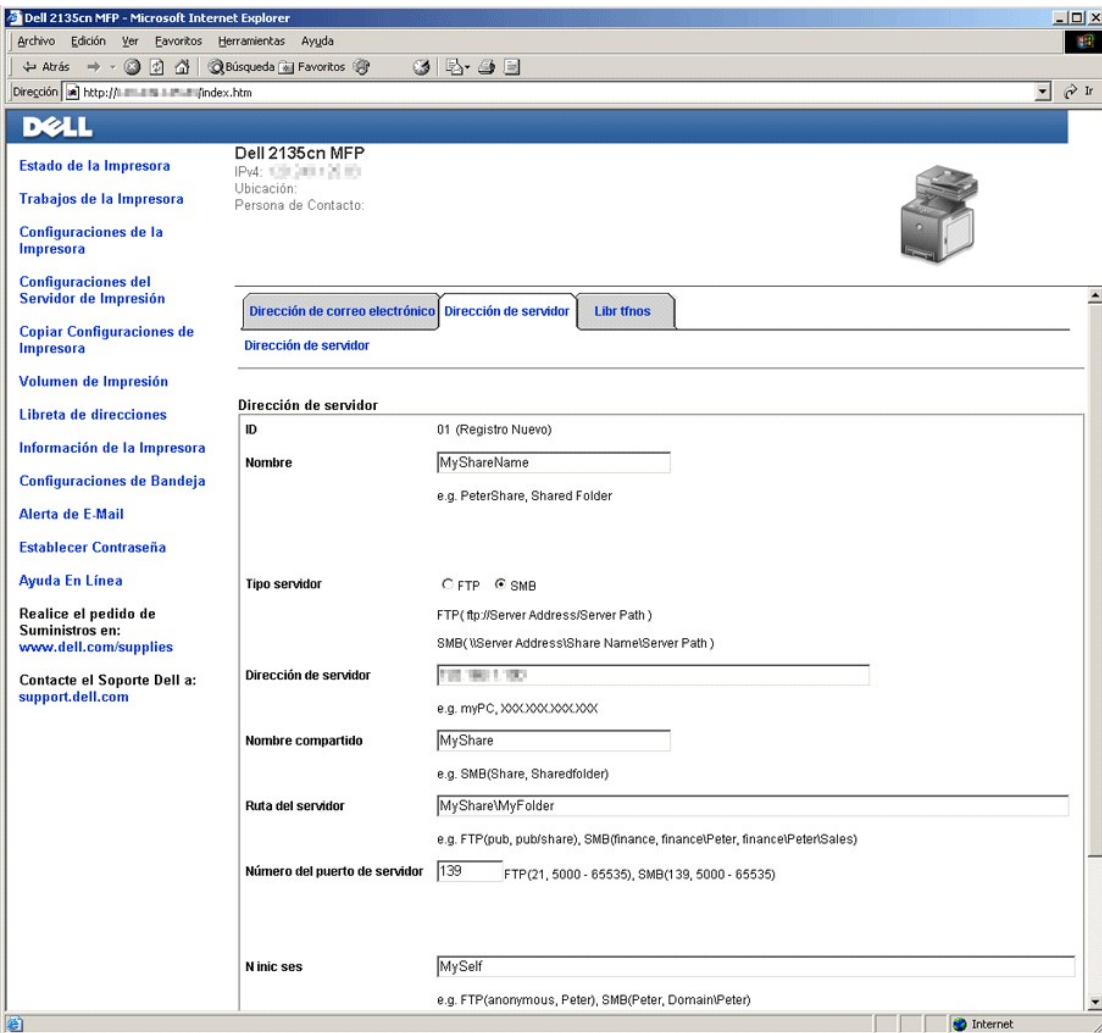 Dell 2135cn MFP - Microsoft Internet Explorer
Archivo Edición Ver Favoritos Herramientas Ayuda
Atrás Búsqueda Favoritos
Dirección http:// /index.htm Ir
DELL
Dell 2135cn MFP
IPv4:
Ubicación:
Persona de Contacto:
Estado de la Impresora
Trabajos de la Impresora
Configuraciones de la
Impresora
Configuraciones del
Servidor de Impresión
Copiar Configuraciones de
Impresora
Volumen de Impresión
Libreta de direcciones
Información de la Impresora
Configuraciones de Bandeja
Alerta de E-Mail
Establecer Contraseña
Ayuda En Línea
Realice el pedido de
Suministros en:
www.dell.com/supplies
Contacte el Soporte Dell a:
support.dell.com
Dirección de correo electrónico Dirección de servidor Libr tfnos
Dirección de servidor
Dirección de servidor
ID 01 (Registro Nuevo)
Nombre MyShareName
e.g. PeterShare, Shared Folder
Tipo servidor FTP SMB
FTP( ftp://Server Address/Server Path )
SMB( \\Server Address\Share Name\Server Path )
Dirección de servidor
e.g. myPC, XXX.XXX.XXX.XXX
Nombre compartido MyShare
e.g. SMB(Share, Sharedfolder)
Ruta del servidor MyShare\MyFolder
e.g. FTP(pub, pub/share), SMB(finance, finance\Peter, finance\Peter\Sales)
Número del puerto de servidor 139 FTP(21, 5000 - 65535), SMB(139, 5000 - 65535)
N inic ses MySelf
e.g. FTP(anonymous, Peter), SMB(Peter, Domain\Peter)
Internet